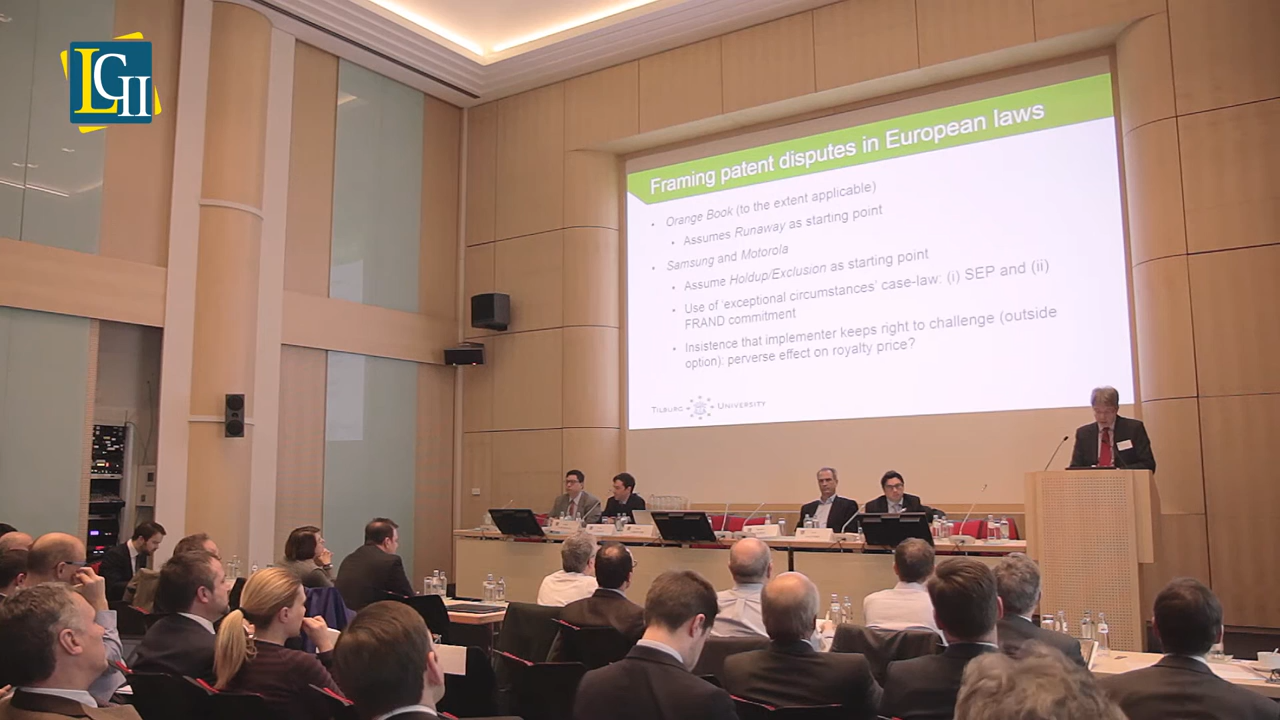 LCII
Framing patent disputes in European laws
• Orange Book (to the extent applicable)
• Assumes Runaway as starting point
• Samsung and Motorola
• Assume Holdup/Exclusion as starting point
• Use of ‘exceptional circumstances’ case-law: (i) SEP and (ii)
FRAND commitment
• Insistence that implementer keeps right to challenge (outside
option): perverse effect on royalty price?
TILBURG UNIVERSITY